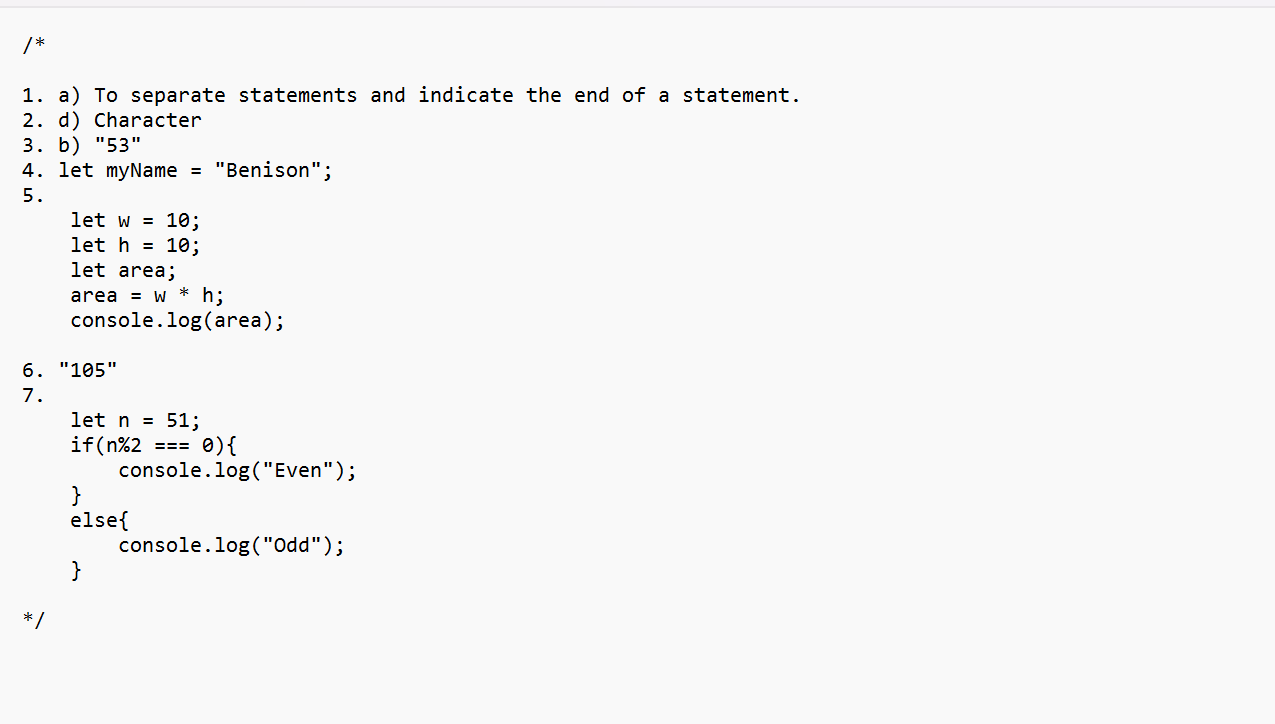 /*
1. a) To separate statements and indicate the end of a statement.
2. d) Character
3. b) "53"
4. let myName = "Benison";
5.
let w = 10;
let h = 10;
let area;
area = w * h;
console.log(area);
6. "105"
7.
let n = 51;
if(n%2 === 0){
console.log("Even");
}
else{
console.log("Odd");
}
*/